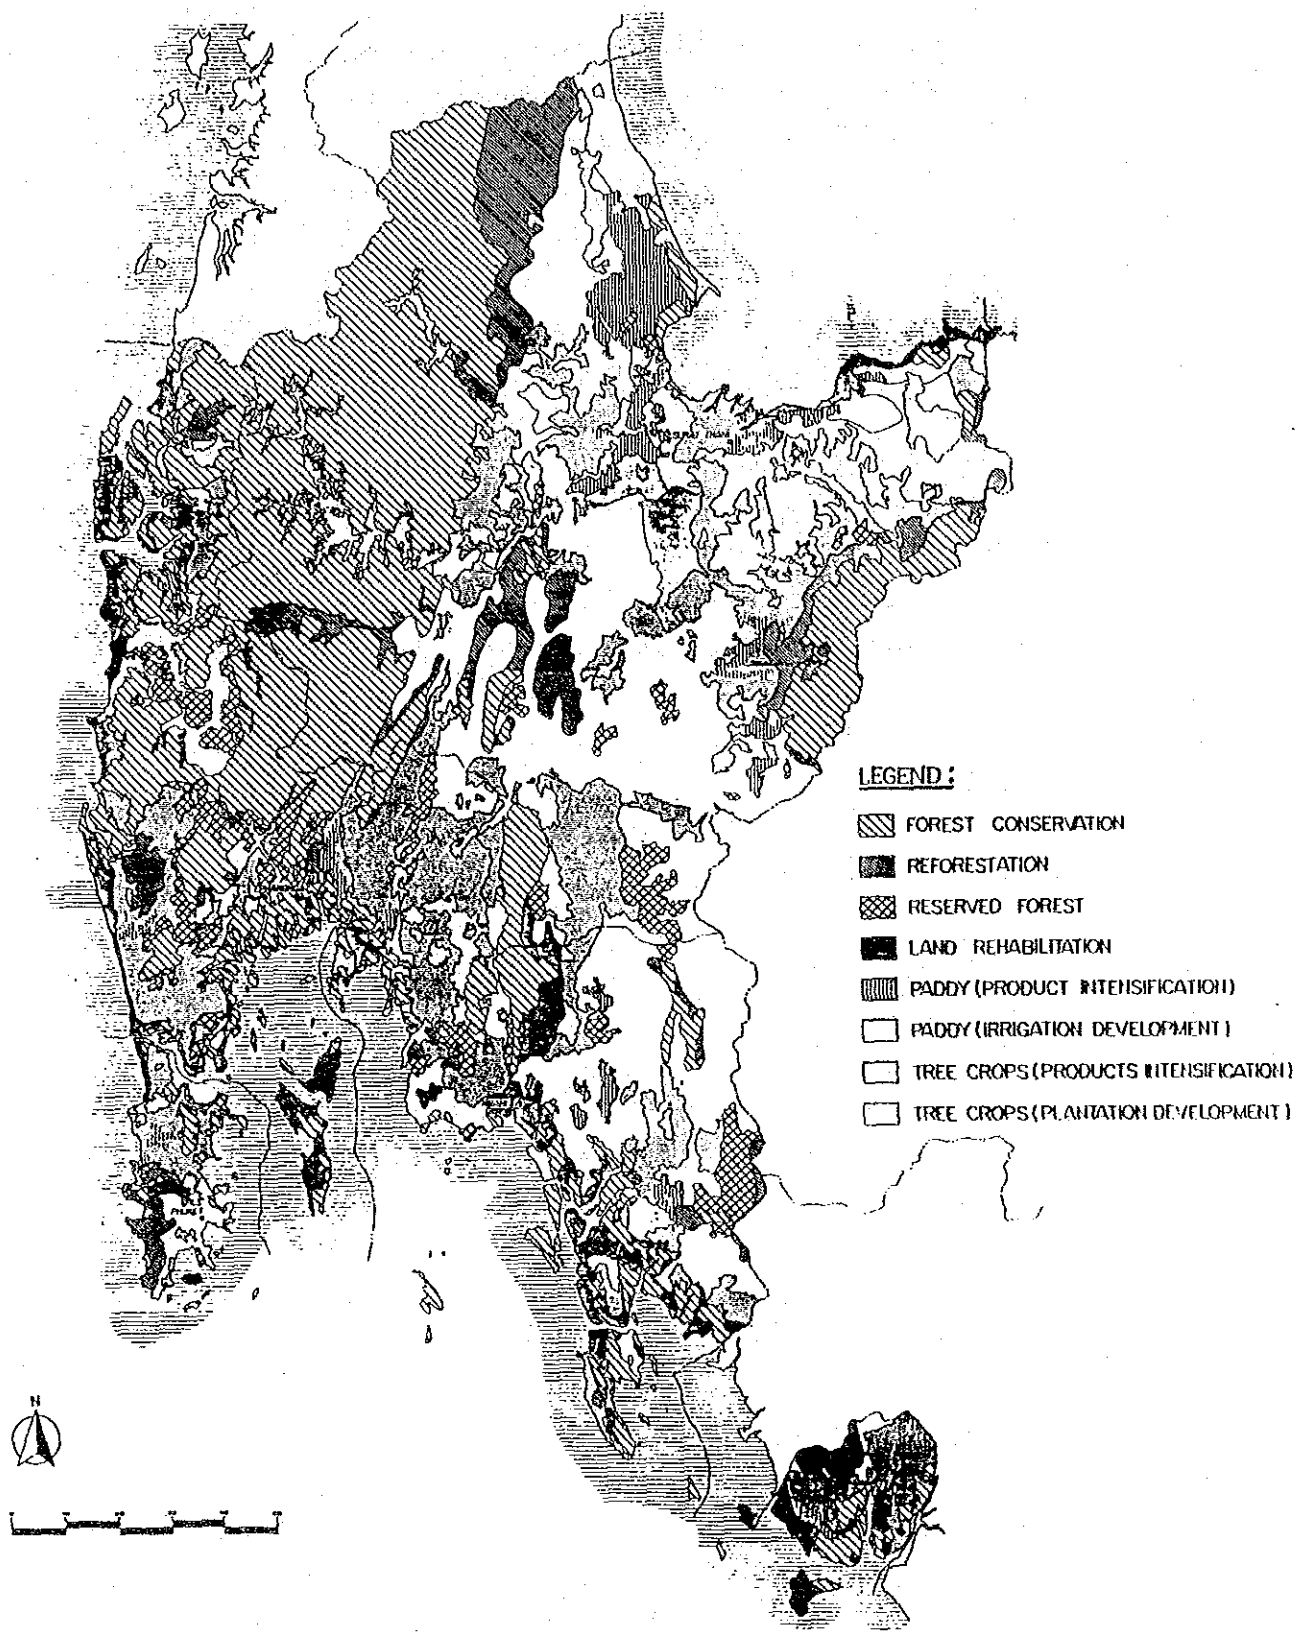 LEGEND:
FOREST CONSERVATION
REFORESTATION
RESERVED FOREST
LAND REHABILITATION
PADDY (PRODUCT INTENSIFICATION)
PADDY (IRRIGATION DEVELOPMENT)
TREE CROPS (PRODUCTS INTENSIFICATION)
TREE CROPS (PLANTATION DEVELOPMENT)
PHUKET
N